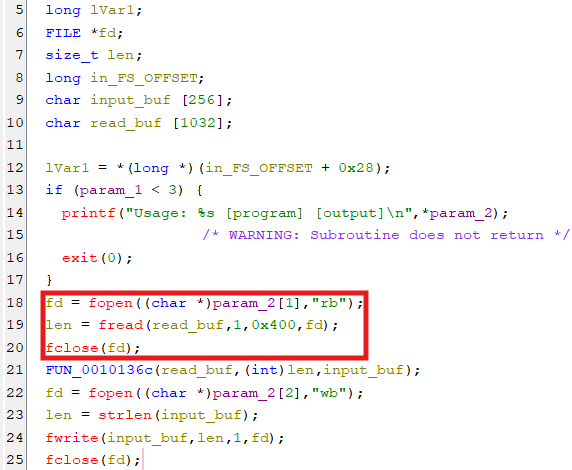 5 long lVar1;
6 FILE *fd;
7 size_t len;
8 long in_FS_OFFSET;
9 char input_buf [256];
10 char read_buf [1032];
11
12 lVar1 = *(long *)(in_FS_OFFSET + 0x28);
13 if (param_1 < 3) {
14 printf("Usage: %s [program] [output]\n",*param_2);
15 /* WARNING: Subroutine does not return */
16 exit(0);
17 }
18 fd = fopen((char *)param_2[1],"rb");
19 len = fread(read_buf,1,0x400,fd);
20 fclose(fd);
21 FUN_0010136c(read_buf,(int)len,input_buf);
22 fd = fopen((char *)param_2[2],"wb");
23 len = strlen(input_buf);
24 fwrite(input_buf,len,1,fd);
25 fclose(fd);